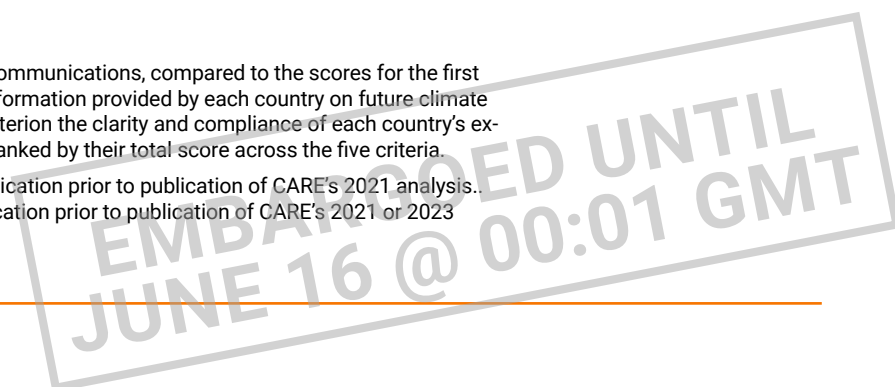 ommunications, compared to the scores for the first
formation provided by each country on future climate
terion the clarity and compliance of each country's ex-
anked by their total score across the five criteria.
ication prior to publication of CARE's 2021 analysis..
cation prior to publication of CARE's 2021 or 2023
EMBARGOED UNTIL
JUNE 16 @ 00:01 GMT